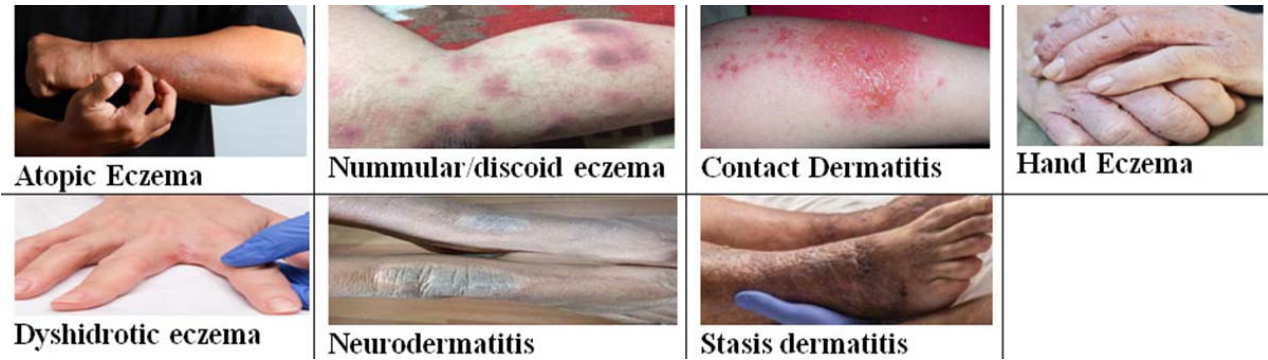 Atopic Eczema
Nummular/discoid eczema
Contact Dermatitis
Hand Eczema
Dyshidrotic eczema
Neurodermatitis
Stasis dermatitis